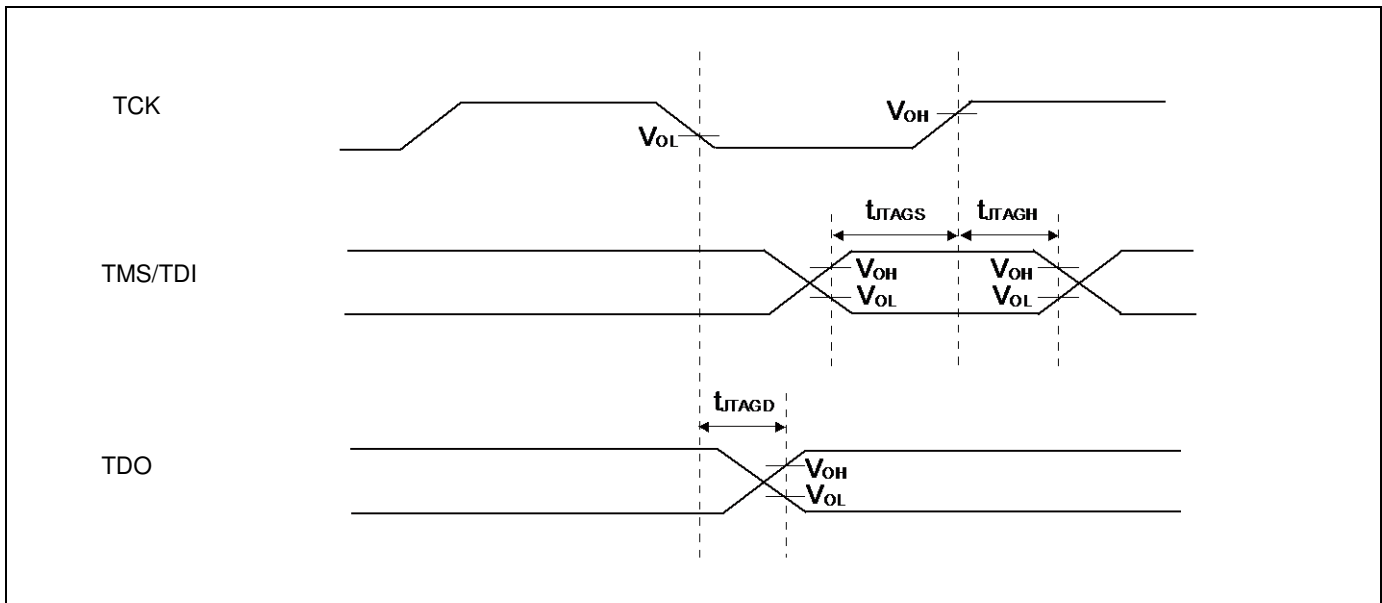 TCK
VOH
VOL
tJTAGS
tJTAGH
TMS/TDI
VOH
VOH
VOL
VOL
tJTAGD
TDO
VOH
VOL